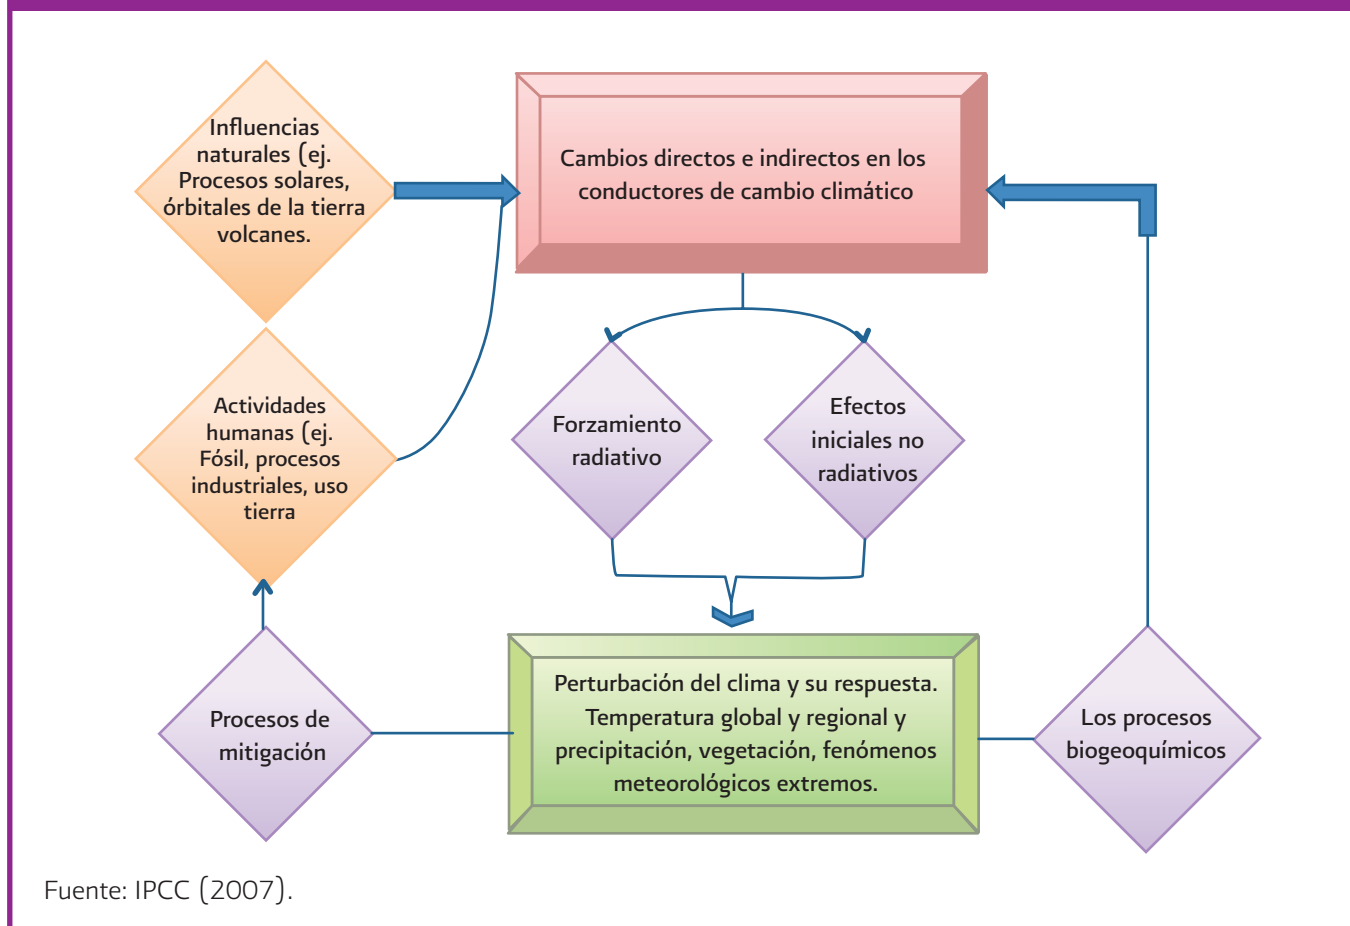 Influencias
naturales (ej.
Procesos solares,
órbitales de la tierra
volcanes.
Cambios directos e indirectos en los
conductores de cambio climático
Actividades
humanas (ej.
Fósil, procesos
industriales, uso
tierra
Forzamiento
radiativo
Efectos
iniciales no
radiativos
Procesos de
mitigación
Perturbación del clima y su respuesta.
Temperatura global y regional y
precipitación, vegetación, fenómenos
meteorológicos extremos.
Los procesos
biogeoquímicos
Fuente: IPCC (2007).